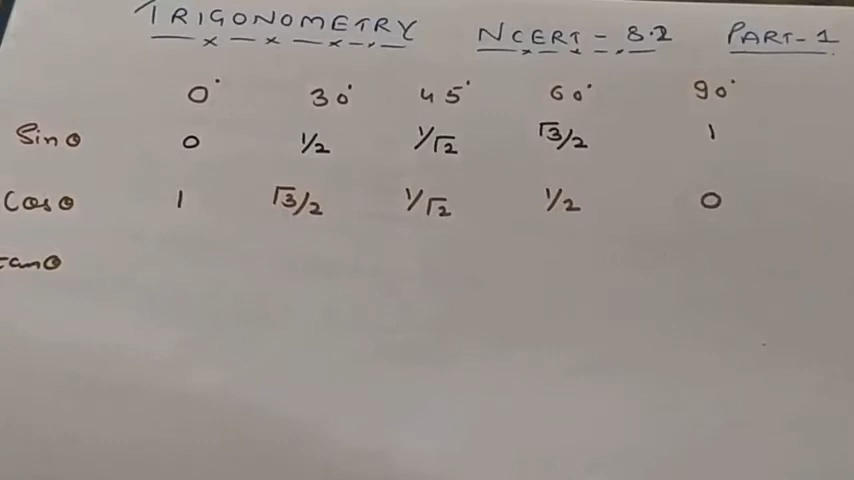 TRIGONOMETRY NCERT - 8.2 PART-1
0° 30° 45° 60° 90°
Sinθ 0 1/2 1/√2 √3/2 1
Cosθ 1 √3/2 1/√2 1/2 0
tanθ